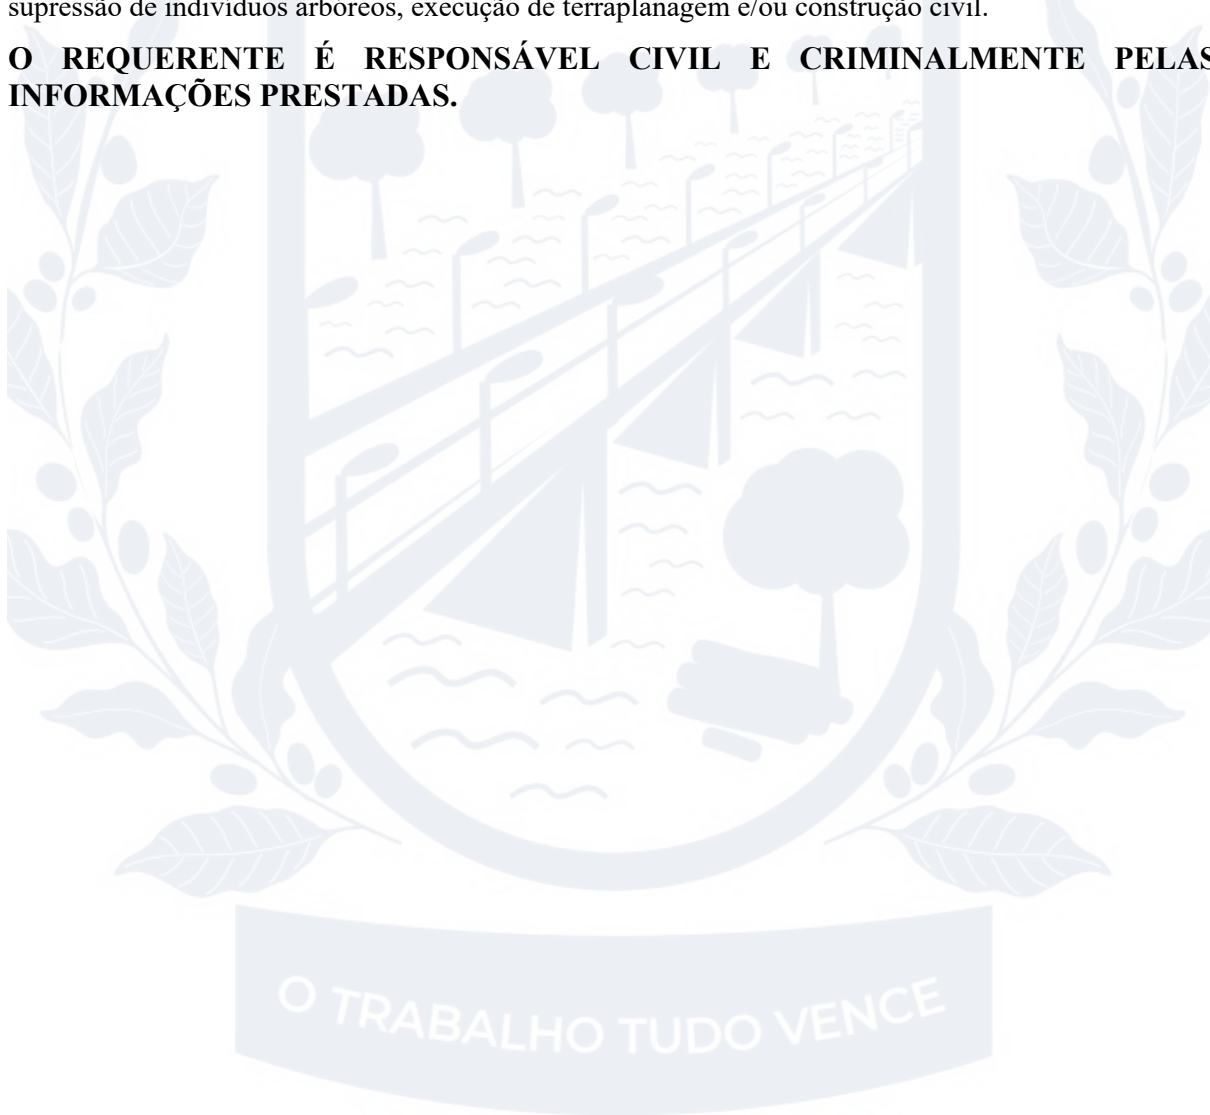 supressão de indivíduos arbóreos, execução de terraplanagem e/ou construção civil.
O REQUERENTE É RESPONSÁVEL CIVIL E CRIMINALMENTE PELAS
INFORMAÇÕES PRESTADAS.
O TRABALHO TUDO VENCE